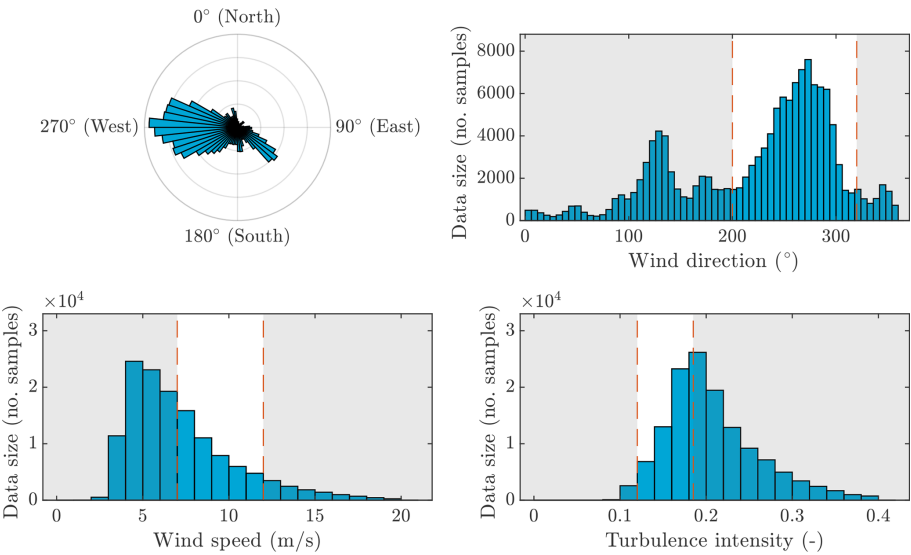 0° (North)
270° (West)
90° (East)
180° (South)
Data size (no. samples)
8000
6000
4000
2000
0
0
100
200
300
Wind direction (°)
×10⁴
Data size (no. samples)
3
2
1
0
0
5
10
15
20
Wind speed (m/s)
×10⁴
Data size (no. samples)
3
2
1
0
0
0.1
0.2
0.3
0.4
Turbulence intensity (-)